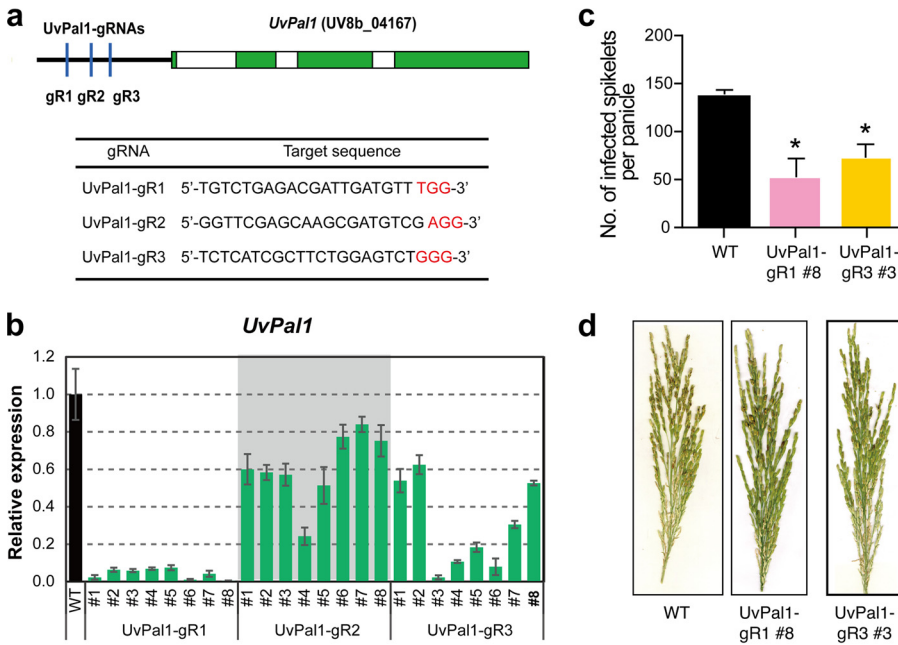 a
UvPal1-gRNAs
UvPal1 (UV8b_04167)
gR1 gR2 gR3
gRNA Target sequence
UvPal1-gR1 5'-TGTCTGAGACGATTGATGTT TGG-3'
UvPal1-gR2 5'-GGTTCGAGCAAGCGATGTCG AGG-3'
UvPal1-gR3 5'-TCTCATCGCTTCTGGAGTCTGGG-3'
b
UvPal1
Relative expression
1.2
1.0
0.8
0.6
0.4
0.2
0.0
WT #1 #2 #3 #4 #5 #6 #7 #8 #1 #2 #3 #4 #5 #6 #7 #8 #1 #2 #3 #4 #5 #6 #7 #8
UvPal1-gR1 UvPal1-gR2 UvPal1-gR3
c
No. of infected spikelets
per panicle
200
150
100
50
0
* *
WT UvPal1- UvPal1-
gR1 #8 gR3 #3
d
WT UvPal1- UvPal1-
gR1 #8 gR3 #3